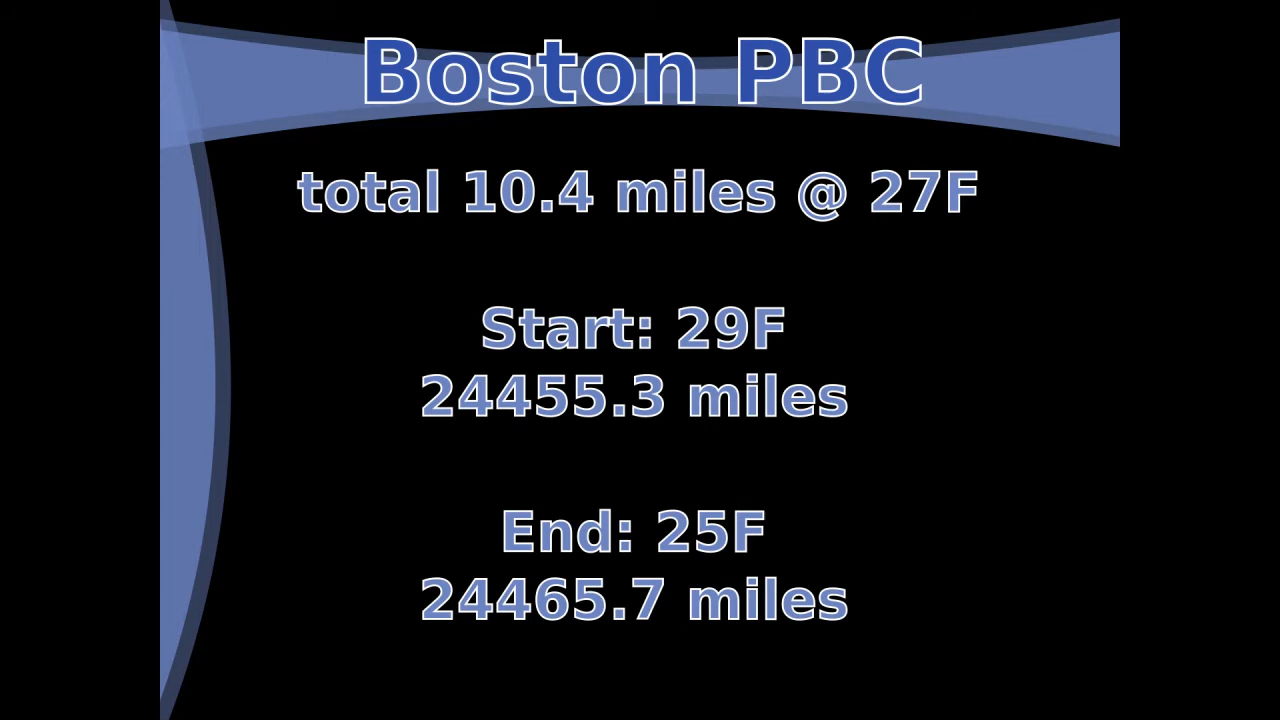 Boston PBC
total 10.4 miles @ 27F
Start: 29F
24455.3 miles
End: 25F
24465.7 miles